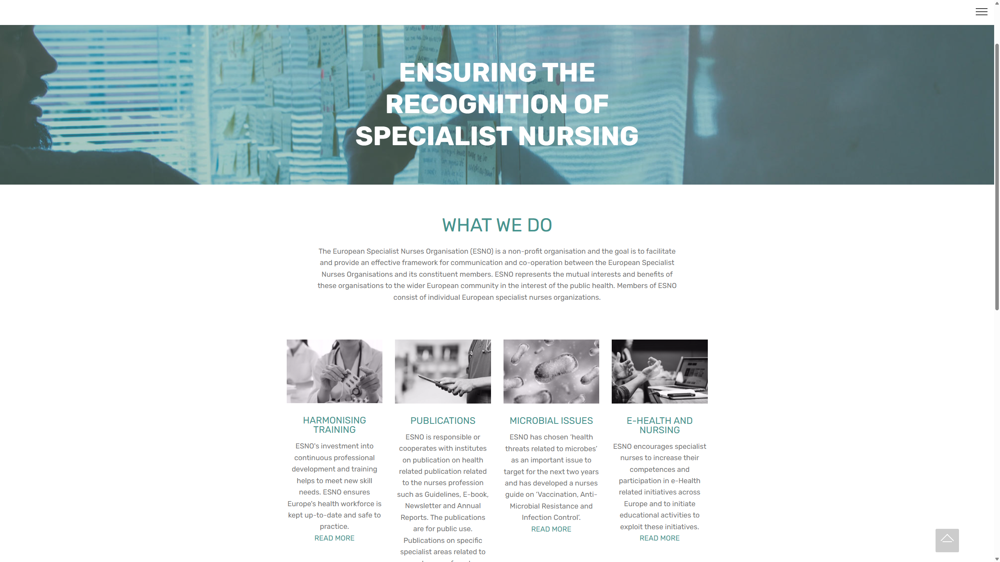 ENSURING THE
RECOGNITION OF
SPECIALIST NURSING
WHAT WE DO
The European Specialist Nurses Organisation (ESNO) is a non-profit organisation and the goal is to facilitate
and provide an effective framework for communication and co-operation between the European Specialist
Nurses Organisations and its constituent members. ESNO represents the mutual interests and benefits of
these organisations to the wider European community in the interest of the public health. Members of ESNO
consist of individual European specialist nurses organizations.
HARMONISING
TRAINING
ESNO's investment into
continuous professional
development and training
helps to meet new skill
needs. ESNO ensures
Europe's health workforce is
kept up-to-date and safe to
practice.
READ MORE
PUBLICATIONS
ESNO is responsible or
cooperates with institutes
on publication on health
related publication related
to the nurses profession
such as Guidelines, E-book,
Newsletter and Annual
Reports. The publications
are for public use.
Publications on specific
specialist areas related to
MICROBIAL ISSUES
ESNO has chosen ‘health
threats related to microbes’
as an important issue to
target for the next two years
and has developed a nurses
guide on ‘Vaccination, Anti-
Microbial Resistance and
Infection Control’.
READ MORE
E-HEALTH AND
NURSING
ESNO encourages specialist
nurses to increase their
competences and
participation in e-Health
related initiatives across
Europe and to initiate
educational activities to
exploit these initiatives.
READ MORE